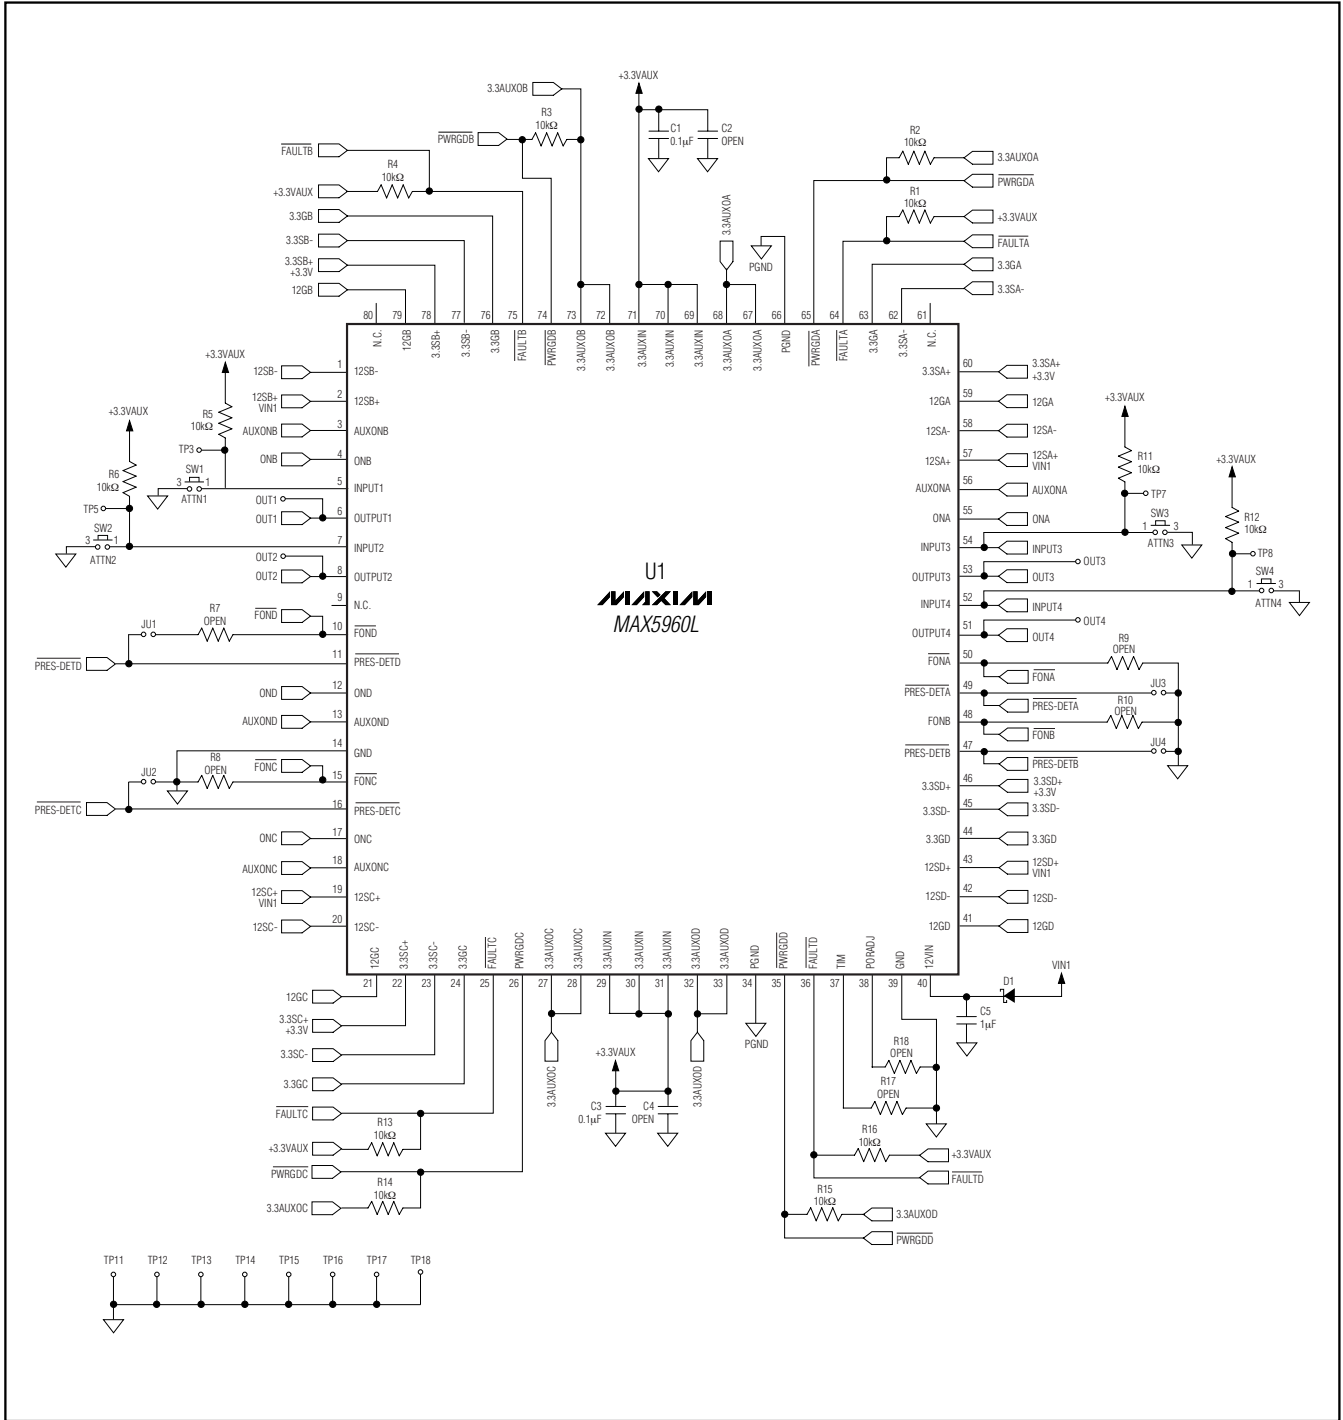 +3.3VAUX
3.3AUXOB
R3
10kΩ
PWRGDB
C1
0.1µF
C2
OPEN
R2
10kΩ
3.3AUXOA
PWRGDA
FAULTB
R4
10kΩ
+3.3VAUX
3.3GB
3.3SB-
3.3SB+
+3.3V
12GB
3.3AUXOA
PGND
R1
10kΩ
+3.3VAUX
FAULTA
3.3GA
3.3SA-
80 79 78 77 76 75 74 73 72 71 70 69 68 67 66 65 64 63 62 61
N.C. 12GB 3.3SB+ 3.3SB- 3.3GB FAULTB PWRGDB 3.3AUXOB 3.3AUXOB 3.3AUXIN 3.3AUXIN 3.3AUXIN 3.3AUXOA 3.3AUXOA PGND PWRGDA FAULTA 3.3GA 3.3SA- N.C.
+3.3VAUX
R5
10kΩ
TP3
SW1
3 1
ATTN1
+3.3VAUX
R6
10kΩ
TP5
SW2
3 1
ATTN2
12SB- 1 12SB-
12SB+
VIN1
2 12SB+
AUXONB 3 AUXONB
ONB 4 ONB
5 INPUT1
OUT1
OUT1 6 OUTPUT1
7 INPUT2
OUT2
OUT2 8 OUTPUT2
9 N.C.
JU1
R7
OPEN
FOND
10 FOND
PRES-DETD 11 PRES-DETD
OND 12 OND
AUXOND 13 AUXOND
14 GND
JU2
R8
OPEN
FONC
15 FONC
PRES-DETC 16 PRES-DETC
ONC 17 ONC
AUXONC 18 AUXONC
12SC+
VIN1
19 12SC+
12SC- 20 12SC-
U1
MAXIM
MAX5960L
3.3SA+ 60 3.3SA+
+3.3V
12GA 59 12GA
12SA- 58 12SA-
12SA+ 57 12SA+
VIN1
AUXONA 56 AUXONA
ONA 55 ONA
INPUT3 54 INPUT3
OUTPUT3 53 OUT3
OUT3
INPUT4 52 INPUT4
OUTPUT4 51 OUT4
OUT4
+3.3VAUX
R11
10kΩ
TP7
SW3
1 3
ATTN3
+3.3VAUX
R12
10kΩ
TP8
SW4
1 3
ATTN4
FONA 50 FONA
R9
OPEN
PRES-DETA 49 PRES-DETA
JU3
FONB 48 FONB
R10
OPEN
PRES-DETB 47 PRES-DETB
JU4
3.3SD+ 46 3.3SD+
+3.3V
3.3SD- 45 3.3SD-
3.3GD 44 3.3GD
12SD+ 43 12SD+
VIN1
12SD- 42 12SD-
12GD 41 12GD
12GC 3.3SC+ 3.3SC- 3.3GC FAULTC PWRGDC 3.3AUXOC 3.3AUXOC 3.3AUXIN 3.3AUXIN 3.3AUXIN 3.3AUXOD 3.3AUXOD PGND PWRGDD FAULTD TIM PORADJ GND 12VIN
21 22 23 24 25 26 27 28 29 30 31 32 33 34 35 36 37 38 39 40
12GC
3.3SC+
+3.3V
3.3SC-
3.3GC
FAULTC
R13
10kΩ
+3.3VAUX
PWRGDC
R14
10kΩ
3.3AUXOC
3.3AUXOC
+3.3VAUX
C3
0.1µF
C4
OPEN
3.3AUXOD
PGND
D1
VIN1
C5
1µF
R18
OPEN
R17
OPEN
R16
10kΩ
+3.3VAUX
FAULTD
R15
10kΩ
3.3AUXOD
PWRGDD
TP11 TP12 TP13 TP14 TP15 TP16 TP17 TP18